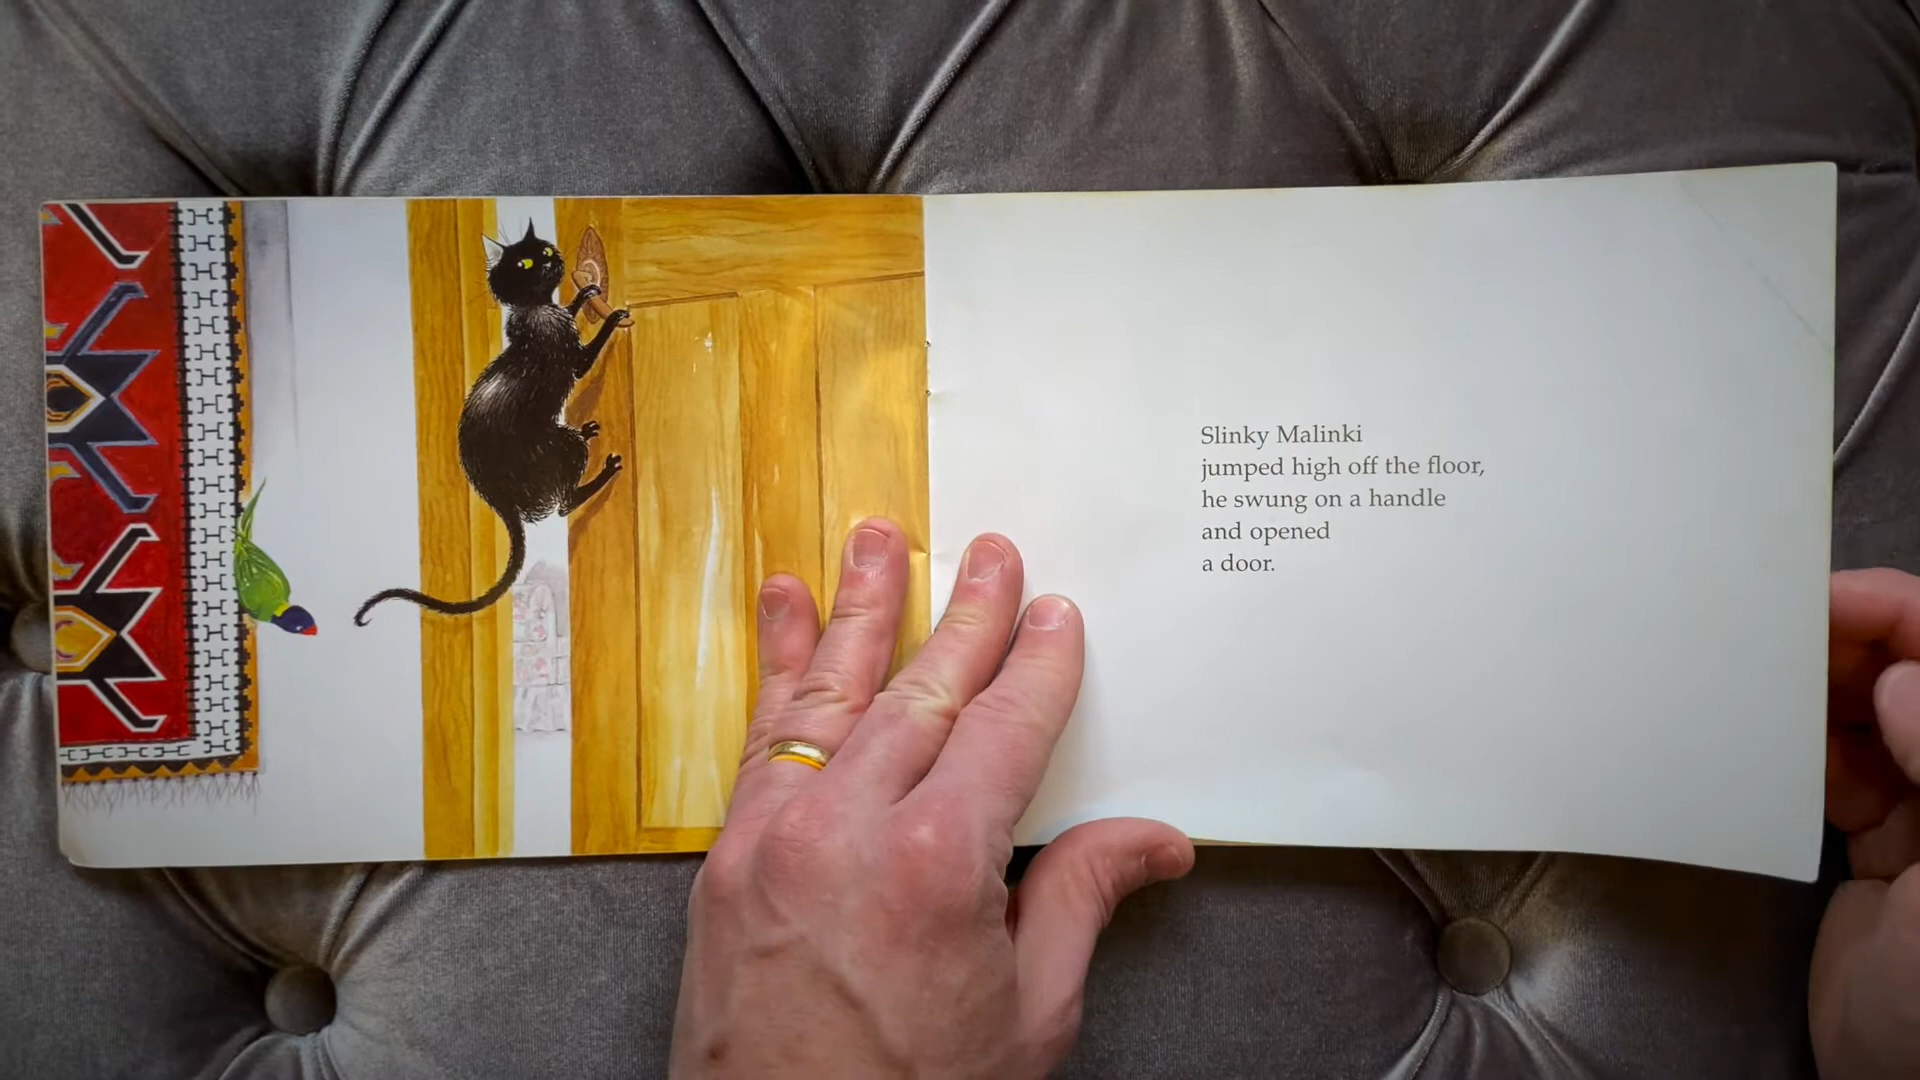 Slinky Malinki
jumped high off the floor,
he swung on a handle
and opened
a door.